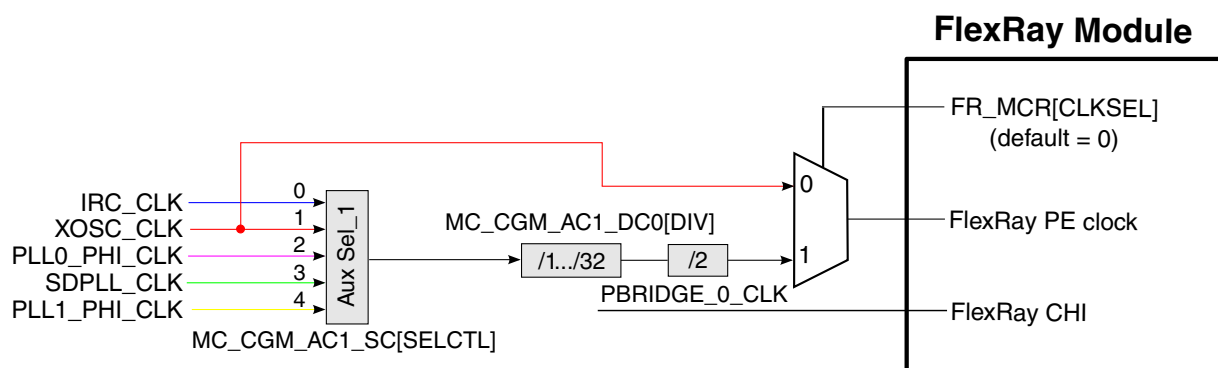 FlexRay Module
FR_MCR[CLKSEL]
(default = 0)
IRC_CLK
0
XOSC_CLK
1
PLL0_PHI_CLK
2
SDPLL_CLK
3
PLL1_PHI_CLK
4
Aux Sel_1
MC_CGM_AC1_SC[SELCTL]
MC_CGM_AC1_DC0[DIV]
/1.../32
/2
0
1
FlexRay PE clock
PBRIDGE_0_CLK
FlexRay CHI